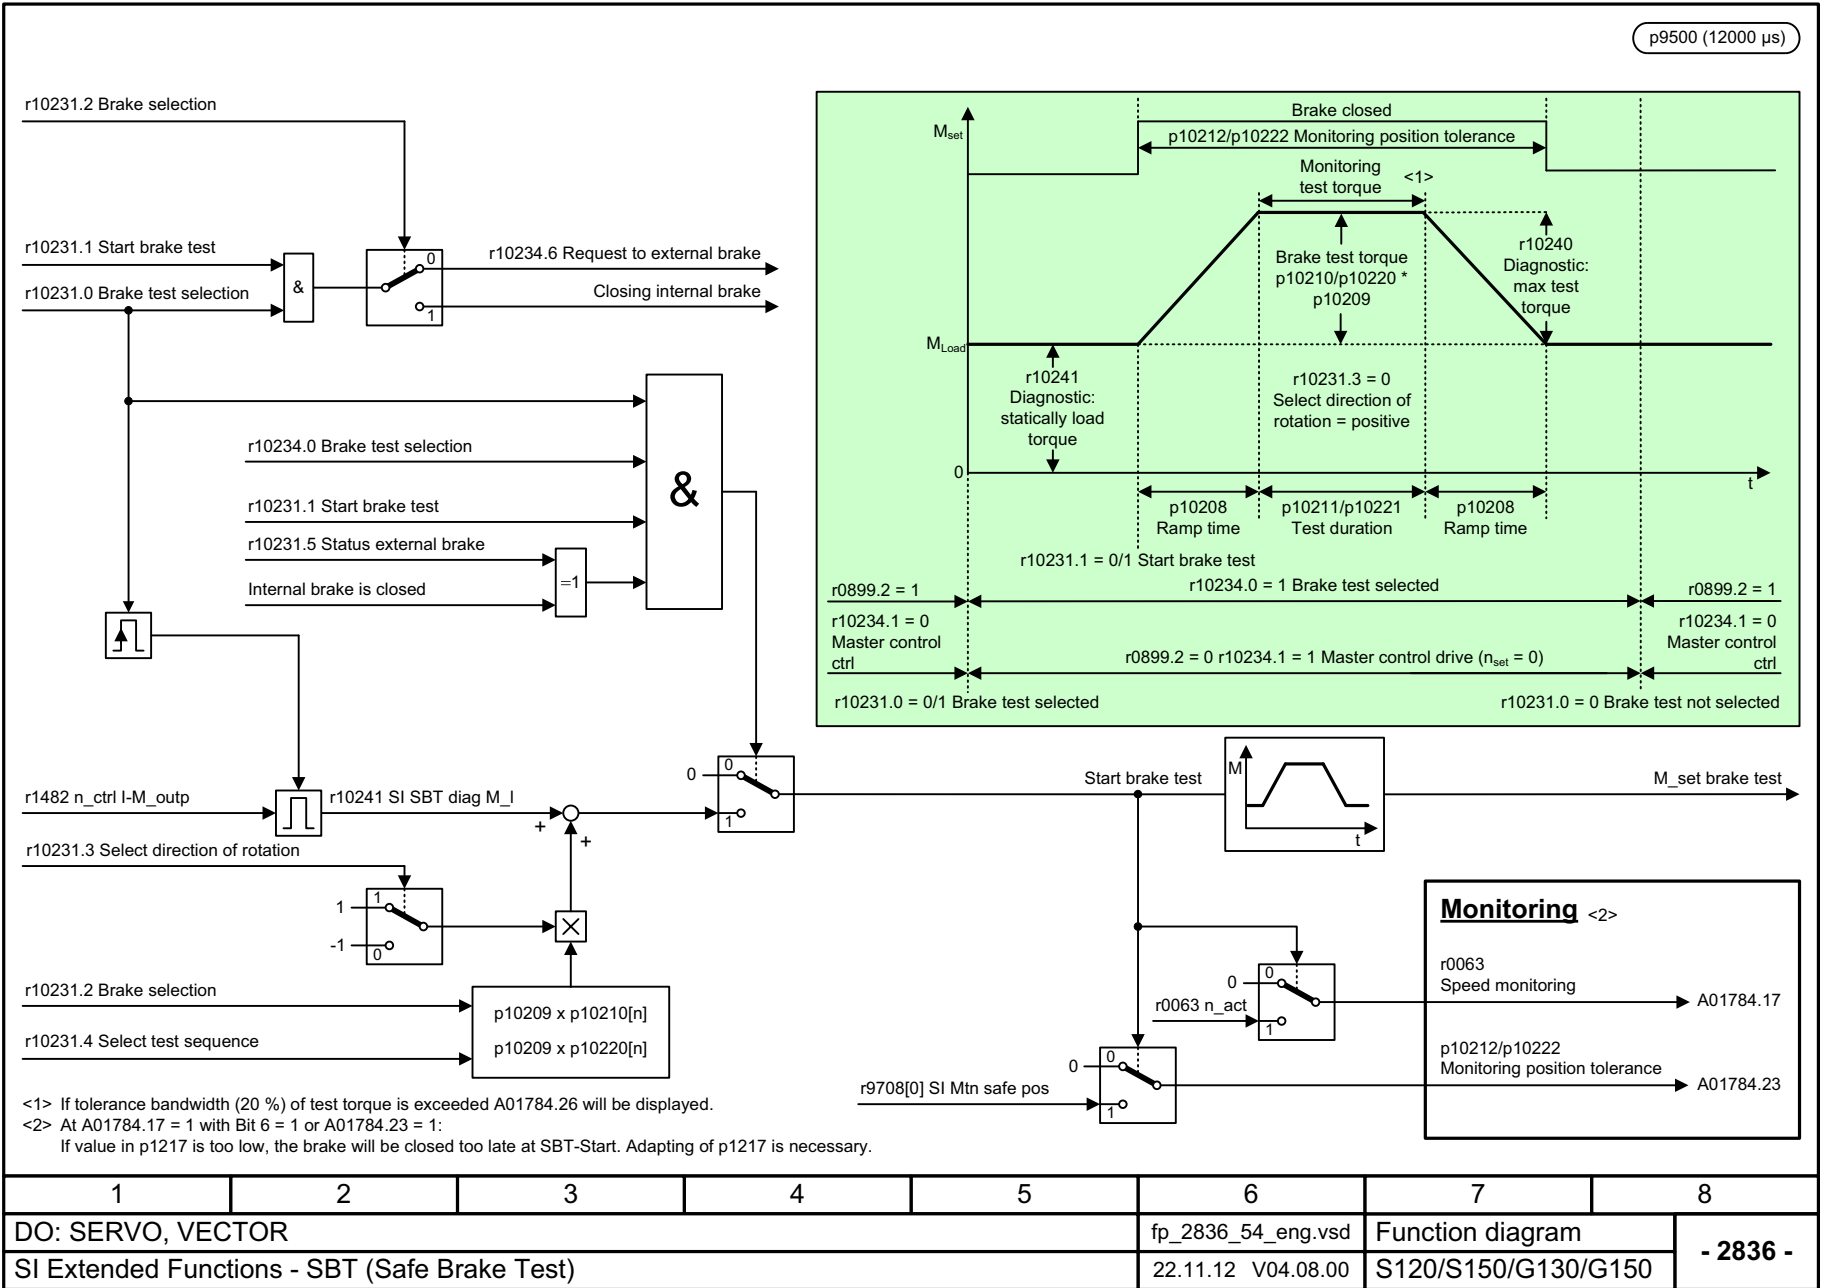 p9500 (12000 µs)
r10231.2 Brake selection
r10231.1 Start brake test
r10231.0 Brake test selection
&
0
1
r10234.6 Request to external brake
Closing internal brake
r10234.0 Brake test selection
r10231.1 Start brake test
r10231.5 Status external brake
Internal brake is closed
=1
&
Brake closed
Mset
p10212/p10222 Monitoring position tolerance
Monitoring
test torque
<1>
Brake test torque
p10210/p10220 *
p10209
r10240
Diagnostic:
max test
torque
MLoad
r10241
Diagnostic:
statically load
torque
r10231.3 = 0
Select direction of
rotation = positive
0
t
p10208
Ramp time
p10211/p10221
Test duration
p10208
Ramp time
r10231.1 = 0/1 Start brake test
r0899.2 = 1
r10234.0 = 1 Brake test selected
r0899.2 = 1
r10234.1 = 0
Master control
ctrl
r0899.2 = 0 r10234.1 = 1 Master control drive (nset = 0)
r10234.1 = 0
Master control
ctrl
r10231.0 = 0/1 Brake test selected
r10231.0 = 0 Brake test not selected
r1482 n_ctrl I-M_outp
r10241 SI SBT diag M_l
+
+
0
0
1
Start brake test
M
t
M_set brake test
r10231.3 Select direction of rotation
1
1
-1
0
r10231.2 Brake selection
r10231.4 Select test sequence
p10209 x p10210[n]
p10209 x p10220[n]
0
0
r0063 n_act
1
0
0
r9708[0] SI Mtn safe pos
1
Monitoring <2>
r0063
Speed monitoring
A01784.17
p10212/p10222
Monitoring position tolerance
A01784.23
<1> If tolerance bandwidth (20 %) of test torque is exceeded A01784.26 will be displayed.
<2> At A01784.17 = 1 with Bit 6 = 1 or A01784.23 = 1:
If value in p1217 is too low, the brake will be closed too late at SBT-Start. Adapting of p1217 is necessary.
1 2 3 4 5 6 7 8
DO: SERVO, VECTOR
fp_2836_54_eng.vsd
Function diagram
- 2836 -
SI Extended Functions - SBT (Safe Brake Test)
22.11.12 V04.08.00
S120/S150/G130/G150